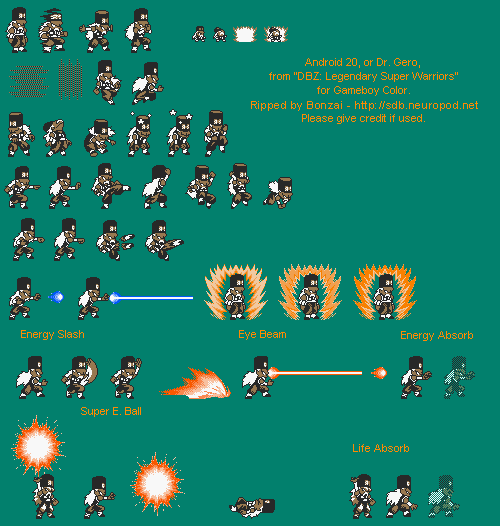 Android 20, or Dr. Gero,
from "DBZ: Legendary Super Warriors"
for Gameboy Color.
Ripped by Bonzai - http://sdb.neuropod.net
Please give credit if used.
Energy Slash
Eye Beam
Energy Absorb
Super E. Ball
Life Absorb